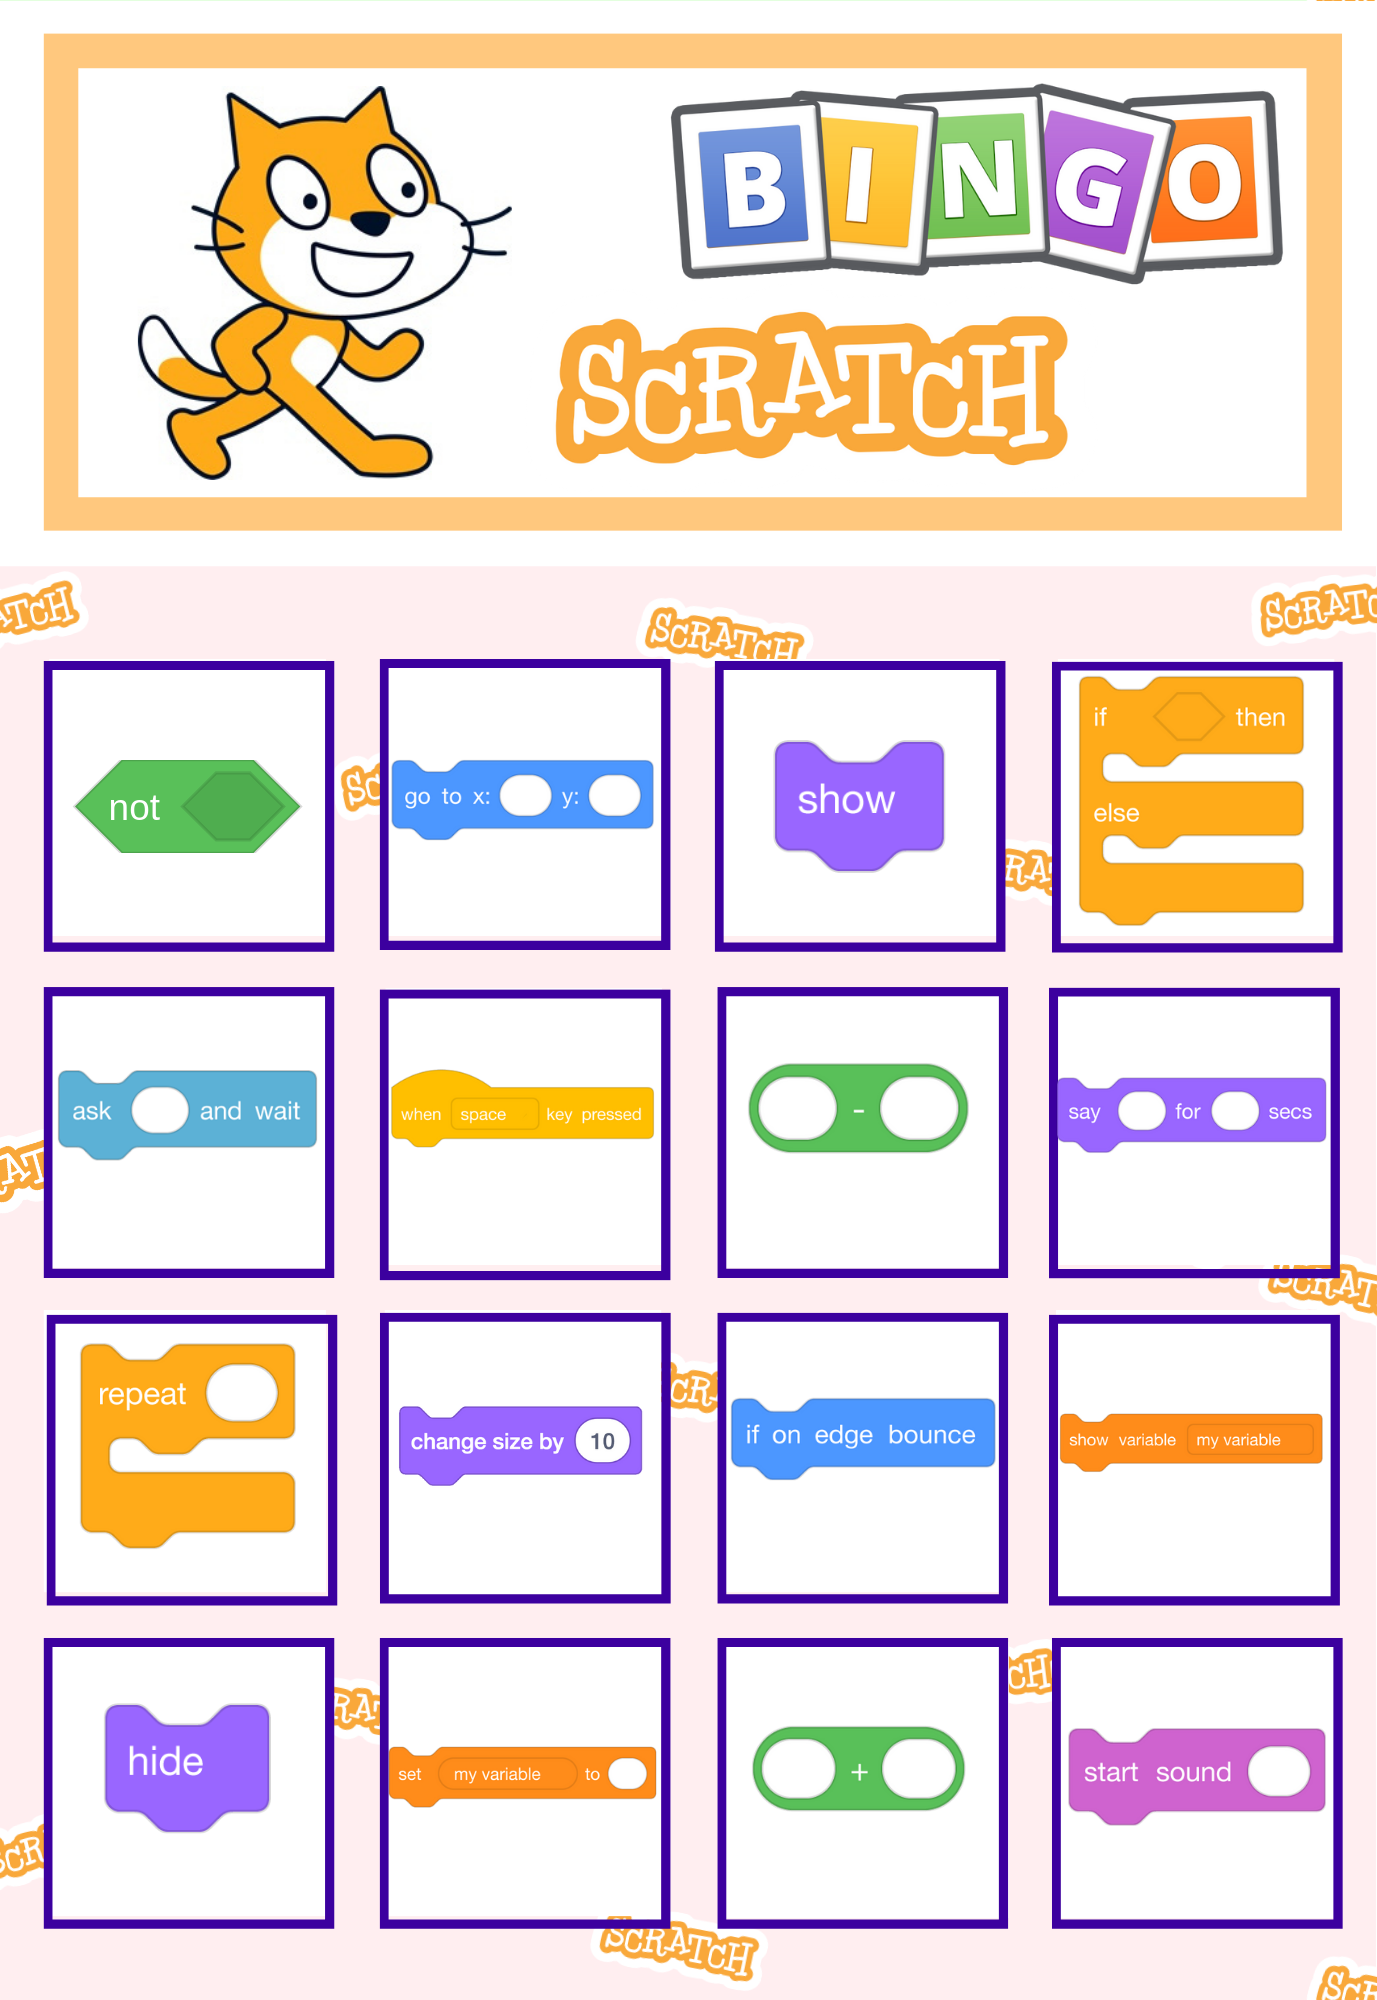 BINGO
SCRATCH
SCRATCH
not
go to x: y:
show
if then
else
ask and wait
when space key pressed
-
say for secs
repeat
change size by 10
if on edge bounce
show variable my variable
hide
set my variable to
+
start sound
SCRATCH